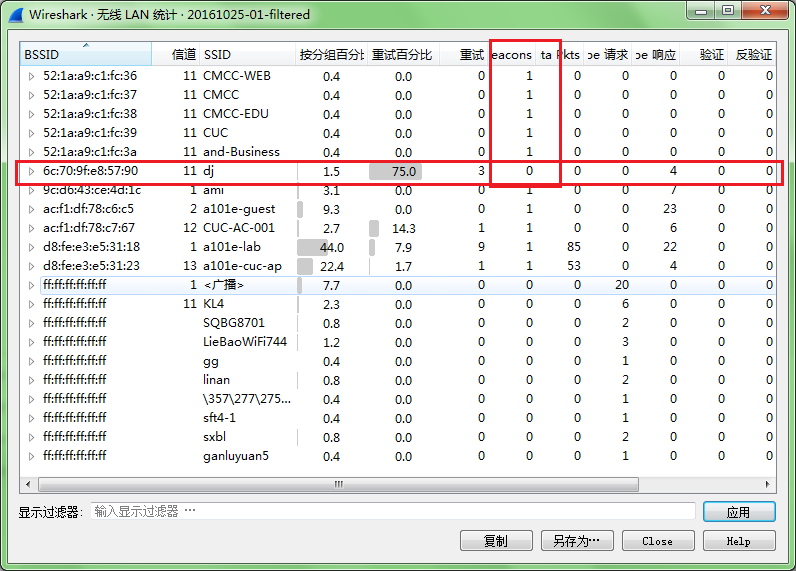 Wireshark · 无线 LAN 统计 · 20161025-01-filtered
BSSID 信道 SSID 按分组百分比 重试百分比 重试 eacons ta Pkts be 请求 be 响应 验证 反验证
52:1a:a9:c1:fc:36 11 CMCC-WEB 0.4 0.0 0 1 0 0 0 0 0
52:1a:a9:c1:fc:37 11 CMCC 0.4 0.0 0 1 0 0 0 0 0
52:1a:a9:c1:fc:38 11 CMCC-EDU 0.4 0.0 0 1 0 0 0 0 0
52:1a:a9:c1:fc:39 11 CUC 0.4 0.0 0 1 0 0 0 0 0
52:1a:a9:c1:fc:3a 11 and-Business 0.4 0.0 0 1 0 0 0 0 0
6c:70:9f:e8:57:90 11 dj 1.5 75.0 3 0 0 0 4 0 0
9c:d6:43:ce:4d:1c 1 ami 3.1 0.0 0 1 0 0 7 0 0
ac:f1:df:78:c6:c5 2 a101e-guest 9.3 0.0 0 1 0 0 23 0 0
ac:f1:df:78:c7:67 12 CUC-AC-001 2.7 14.3 1 1 0 0 6 0 0
d8:fe:e3:e5:31:18 1 a101e-lab 44.0 7.9 9 1 85 0 22 0 0
d8:fe:e3:e5:31:23 13 a101e-cuc-ap 22.4 1.7 1 1 53 0 4 0 0
ff:ff:ff:ff:ff:ff 1 <广播> 7.7 0.0 0 0 0 20 0 0 0
ff:ff:ff:ff:ff:ff 11 KL4 2.3 0.0 0 0 0 6 0 0 0
ff:ff:ff:ff:ff:ff SQBG8701 0.8 0.0 0 0 0 2 0 0 0
ff:ff:ff:ff:ff:ff LieBaoWiFi744 1.2 0.0 0 0 0 3 0 0 0
ff:ff:ff:ff:ff:ff gg 0.4 0.0 0 0 0 1 0 0 0
ff:ff:ff:ff:ff:ff linan 0.8 0.0 0 0 0 2 0 0 0
ff:ff:ff:ff:ff:ff \357\277\275... 0.4 0.0 0 0 0 1 0 0 0
ff:ff:ff:ff:ff:ff sft4-1 0.4 0.0 0 0 0 1 0 0 0
ff:ff:ff:ff:ff:ff sxbl 0.8 0.0 0 0 0 2 0 0 0
ff:ff:ff:ff:ff:ff ganluyuan5 0.4 0.0 0 0 0 1 0 0 0
显示过滤器: 输入显示过滤器 … 应用
复制 另存为… Close Help